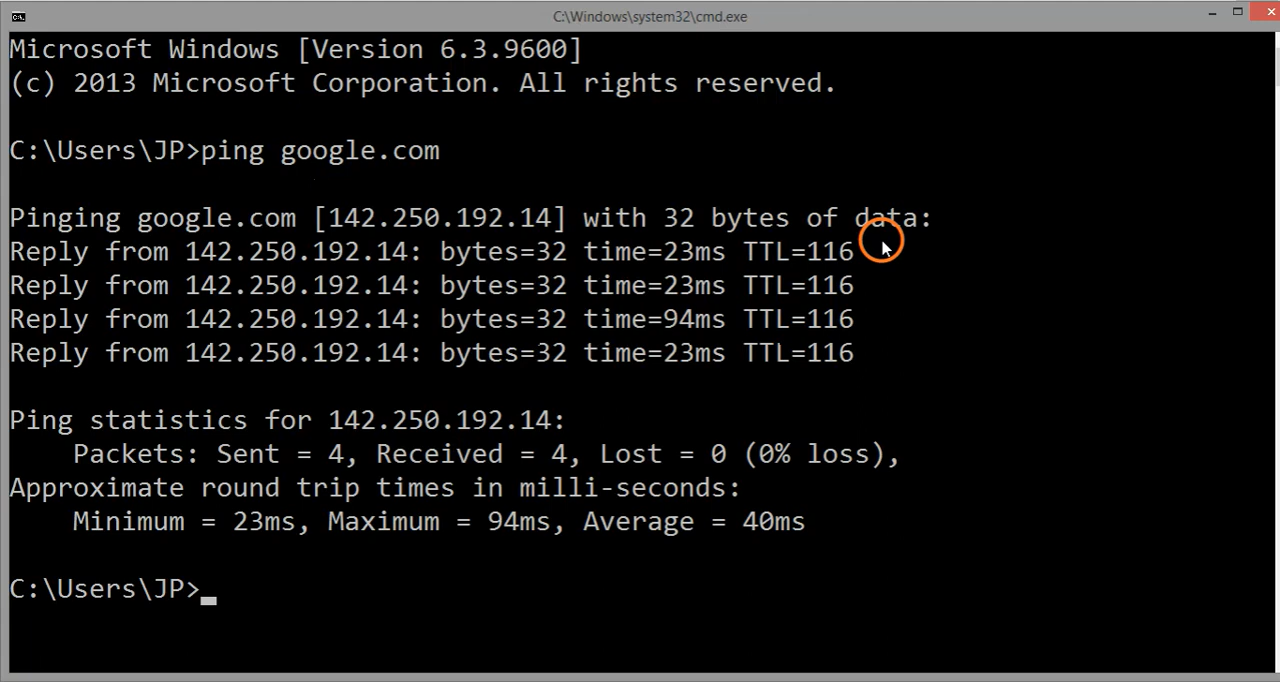 C:\Windows\system32\cmd.exe
Microsoft Windows [Version 6.3.9600]
(c) 2013 Microsoft Corporation. All rights reserved.
C:\Users\JP>ping google.com
Pinging google.com [142.250.192.14] with 32 bytes of data:
Reply from 142.250.192.14: bytes=32 time=23ms TTL=116
Reply from 142.250.192.14: bytes=32 time=23ms TTL=116
Reply from 142.250.192.14: bytes=32 time=94ms TTL=116
Reply from 142.250.192.14: bytes=32 time=23ms TTL=116
Ping statistics for 142.250.192.14:
    Packets: Sent = 4, Received = 4, Lost = 0 (0% loss),
Approximate round trip times in milli-seconds:
    Minimum = 23ms, Maximum = 94ms, Average = 40ms
C:\Users\JP>